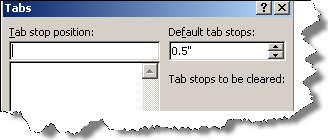 Tabs
Tab stop position:
Default tab stops:
0.5"
Tab stops to be cleared: